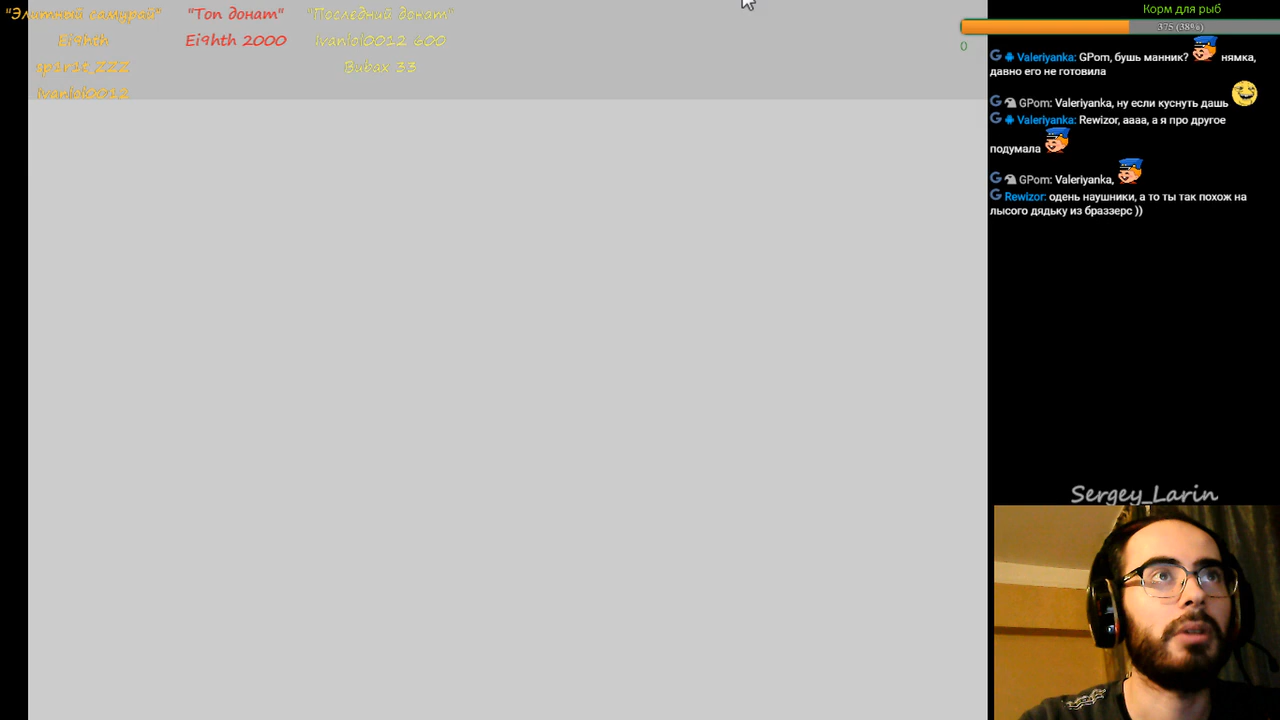 "Элитный самурай"
Ei9hth
spir1t_ZZZ
Ivanlol0012
"Топ донат"
Ei9hth 2000
"Последний донат"
Ivanlol0012 600
Bubax 33
Корм для рыб
375 (38%)
()
Valeriyanka: GPom, бушь манник? нямка,
давно его не готовила
GPom: Valeriyanka, ну если куснуть дашь
Valeriyanka: Rewizor, аааа, а я про другое
подумала
GPom: Valeriyanka,
Rewizor: одень наушники, а то ты так похож на
лысого дядьку из браззерс ))
Sergey_Larin